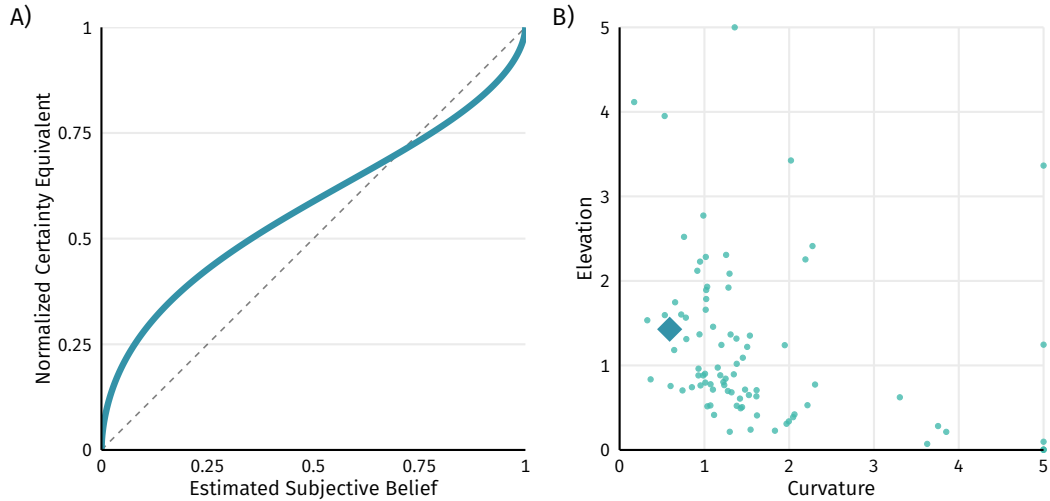 A)
Normalized Certainty Equivalent
1
0.75
0.5
0.25
0
0 0.25 0.5 0.75 1
Estimated Subjective Belief
B)
Elevation
5
4
3
2
1
0
0 1 2 3 4 5
Curvature